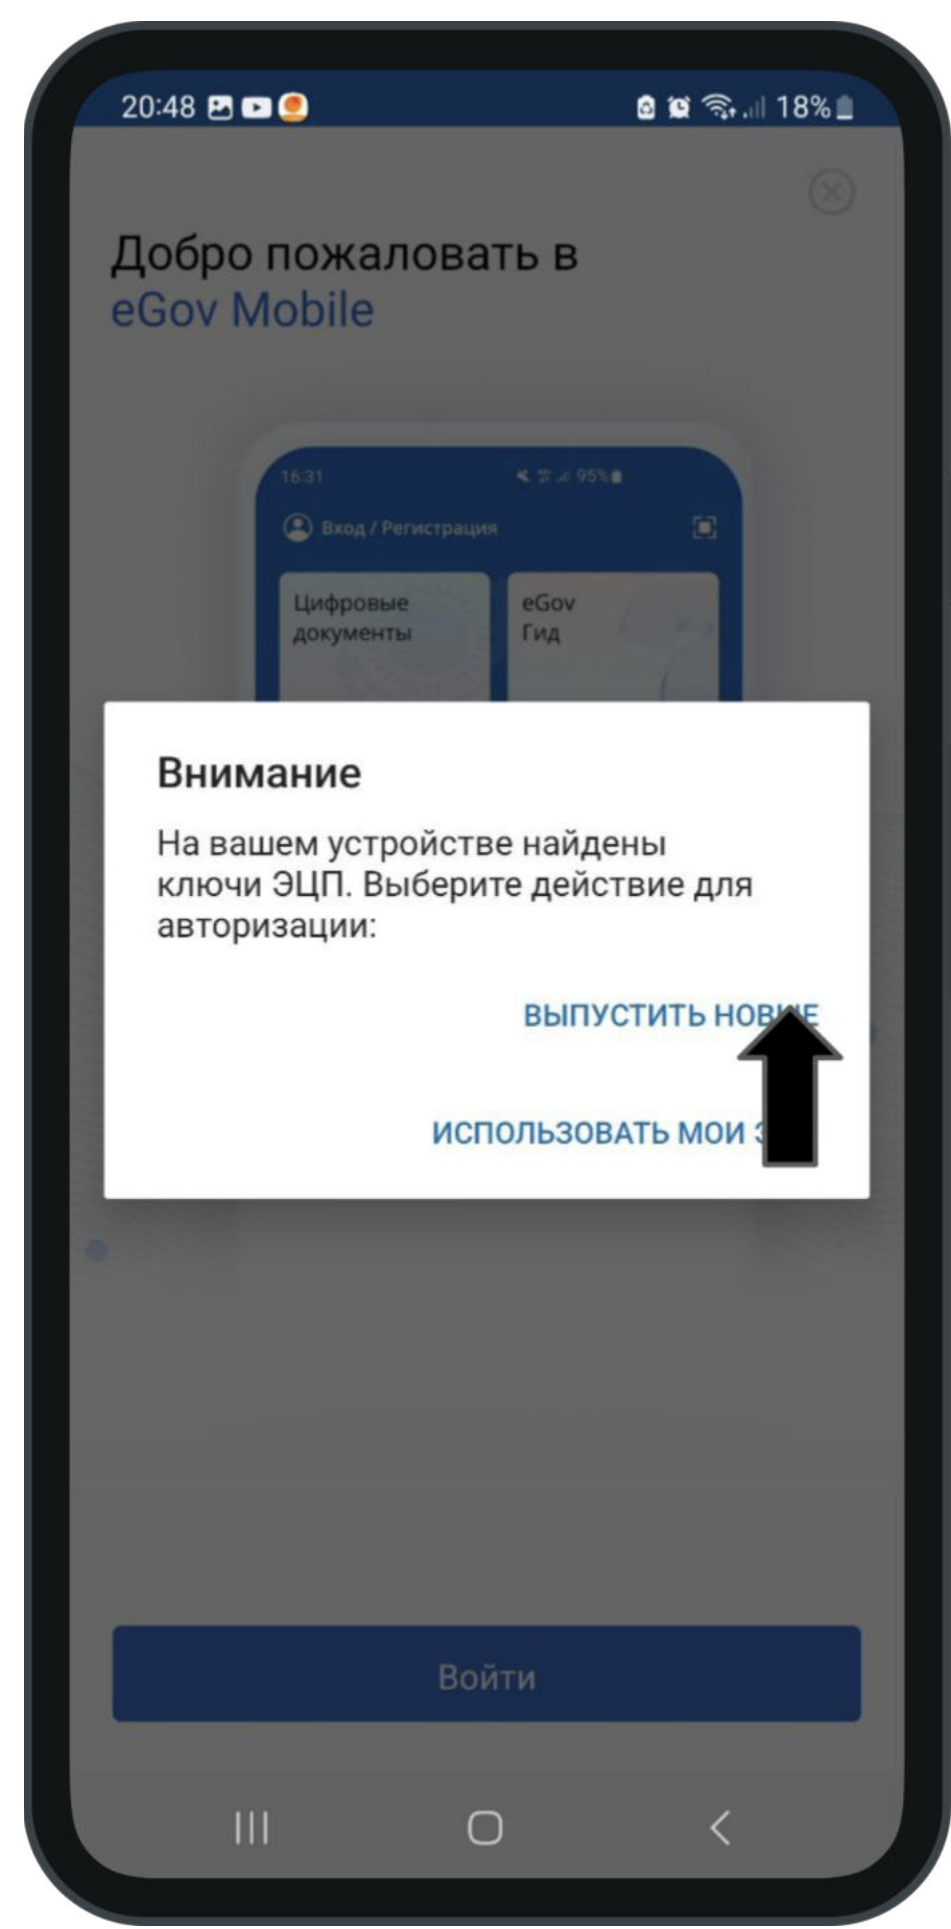 20:48
18%
Добро пожаловать в
eGov Mobile
16:31
95%
Вход / Регистрация
Цифровые
документы
eGov
Гид
Внимание
На вашем устройстве найдены
ключи ЭЦП. Выберите действие для
авторизации:
ВЫПУСТИТЬ НОВЫЕ
ИСПОЛЬЗОВАТЬ МОИ
Войти